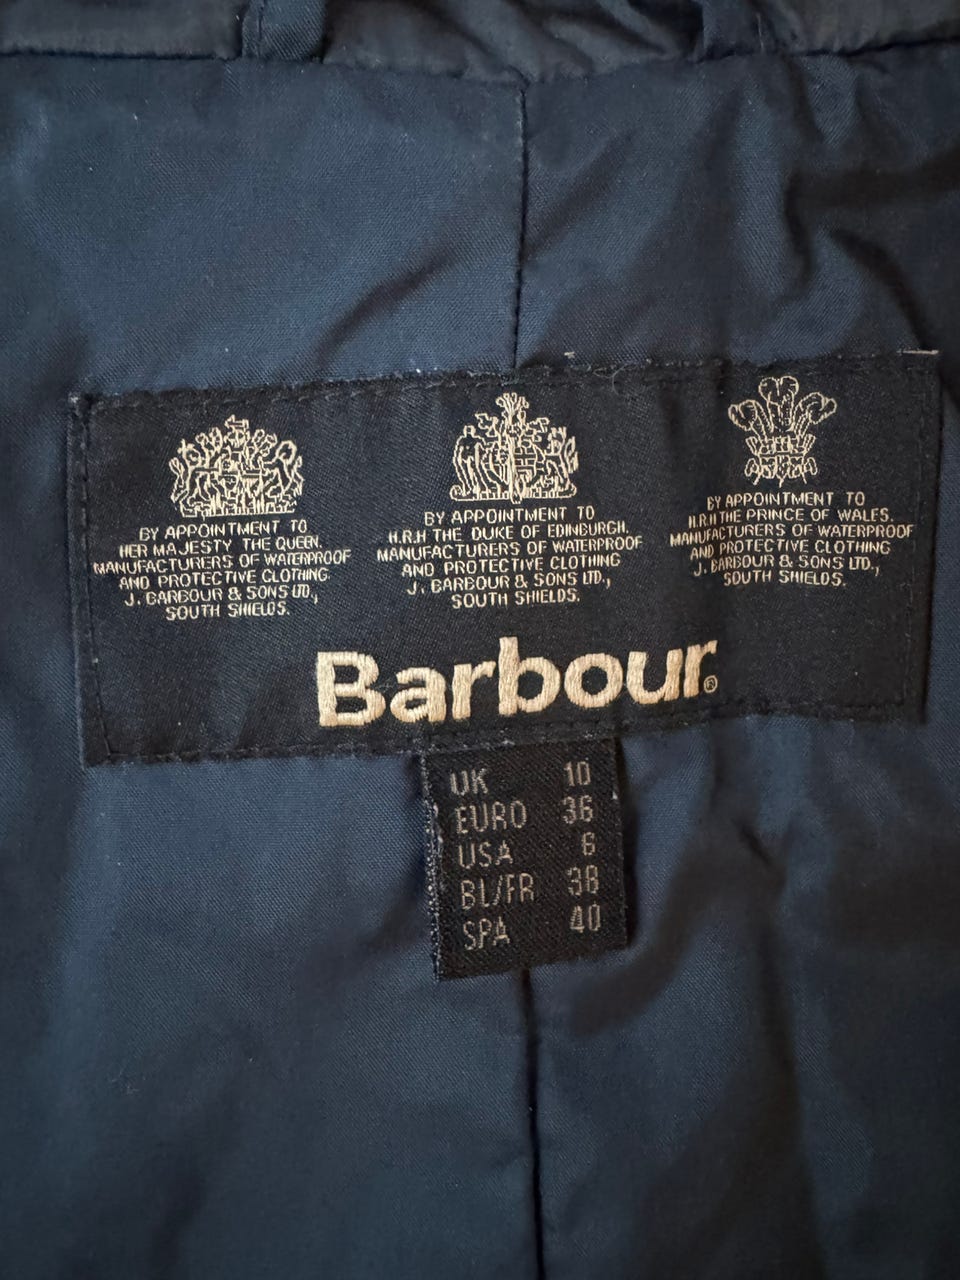 BY APPOINTMENT TO
HER MAJESTY THE QUEEN.
MANUFACTURERS OF WATERPROOF
AND PROTECTIVE CLOTHING
J. BARBOUR & SONS LTD.,
SOUTH SHIELDS.
BY APPOINTMENT TO
H.R.H THE DUKE OF EDINBURGH.
MANUFACTURERS OF WATERPROOF
AND PROTECTIVE CLOTHING
J. BARBOUR & SONS LTD.,
SOUTH SHIELDS.
BY APPOINTMENT TO
H.R.H THE PRINCE OF WALES.
MANUFACTURERS OF WATERPROOF
AND PROTECTIVE CLOTHING
J. BARBOUR & SONS LTD.,
SOUTH SHIELDS.
Barbour®
UK 10
EURO 36
USA 6
BL/FR 38
SPA 40